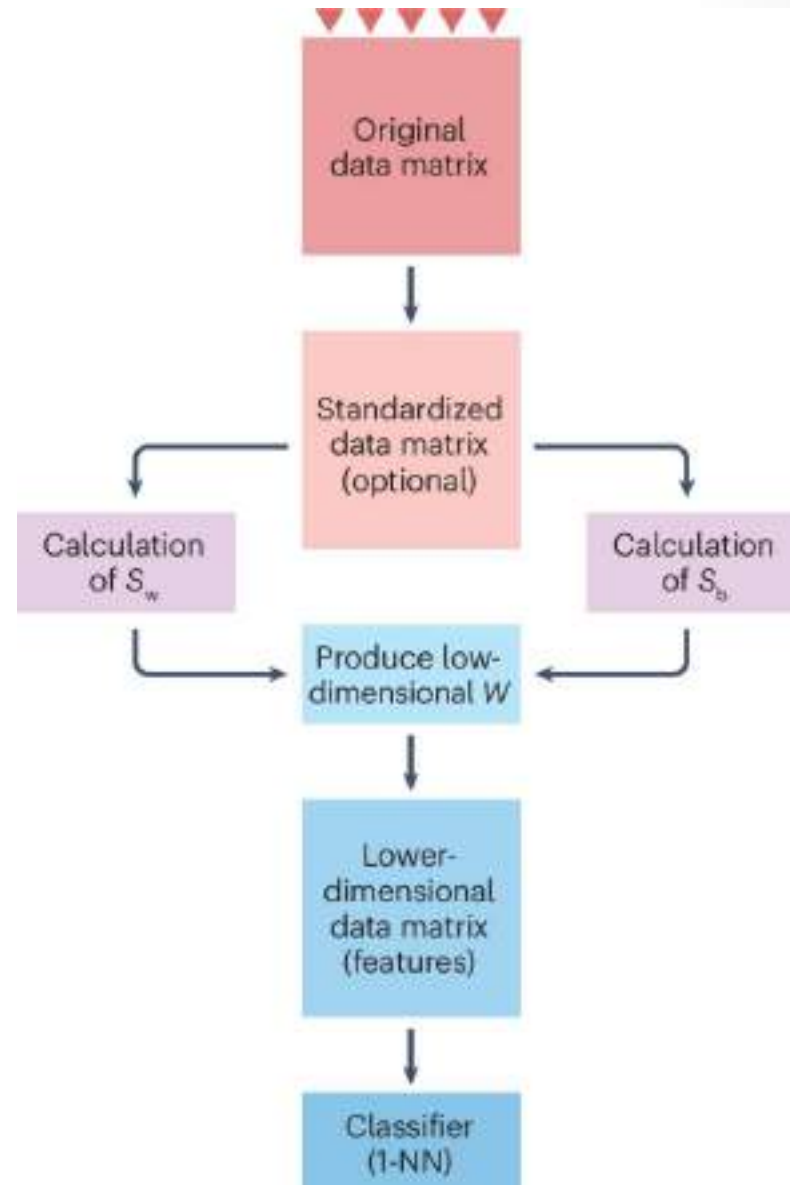 Original
data matrix
Standardized
data matrix
(optional)
Calculation
of Sw
Calculation
of Sb
Produce low-
dimensional W
Lower-
dimensional
data matrix
(features)
Classifier
(1-NN)